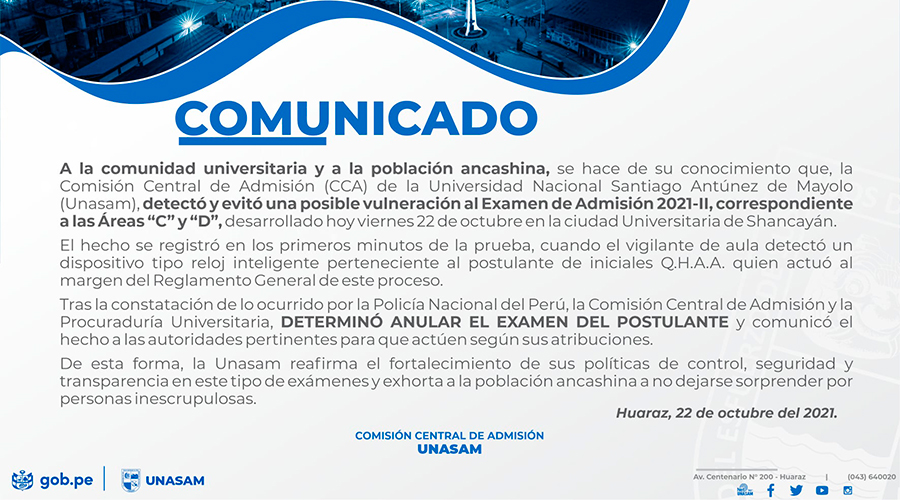 COMUNICADO
A la comunidad universitaria y a la población ancashina, se hace de su conocimiento que, la
Comisión Central de Admisión (CCA) de la Universidad Nacional Santiago Antúnez de Mayolo
(Unasam), detectó y evitó una posible vulneración al Examen de Admisión 2021-II, correspondiente
a las Áreas “C” y “D”, desarrollado hoy viernes 22 de octubre en la ciudad Universitaria de Shancayán.
El hecho se registró en los primeros minutos de la prueba, cuando el vigilante de aula detectó un
dispositivo tipo reloj inteligente perteneciente al postulante de iniciales Q.H.A.A. quien actuó al
margen del Reglamento General de este proceso.
Tras la constatación de lo ocurrido por la Policía Nacional del Perú, la Comisión Central de Admisión y la
Procuraduría Universitaria, DETERMINÓ ANULAR EL EXAMEN DEL POSTULANTE y comunicó el
hecho a las autoridades pertinentes para que actúen según sus atribuciones.
De esta forma, la Unasam reafirma el fortalecimiento de sus políticas de control, seguridad y
transparencia en este tipo de exámenes y exhorta a la población ancashina a no dejarse sorprender por
personas inescrupulosas.
Huaraz, 22 de octubre del 2021.
COMISIÓN CENTRAL DE ADMISIÓN
UNASAM
gob.pe | UNASAM
Av. Centenario N° 200 - Huaraz | (043) 640020